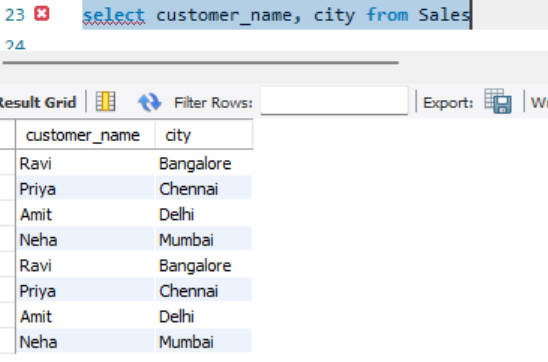 23 select customer_name, city from Sales
24
Result Grid Filter Rows: Export:
customer_name city
Ravi Bangalore
Priya Chennai
Amit Delhi
Neha Mumbai
Ravi Bangalore
Priya Chennai
Amit Delhi
Neha Mumbai